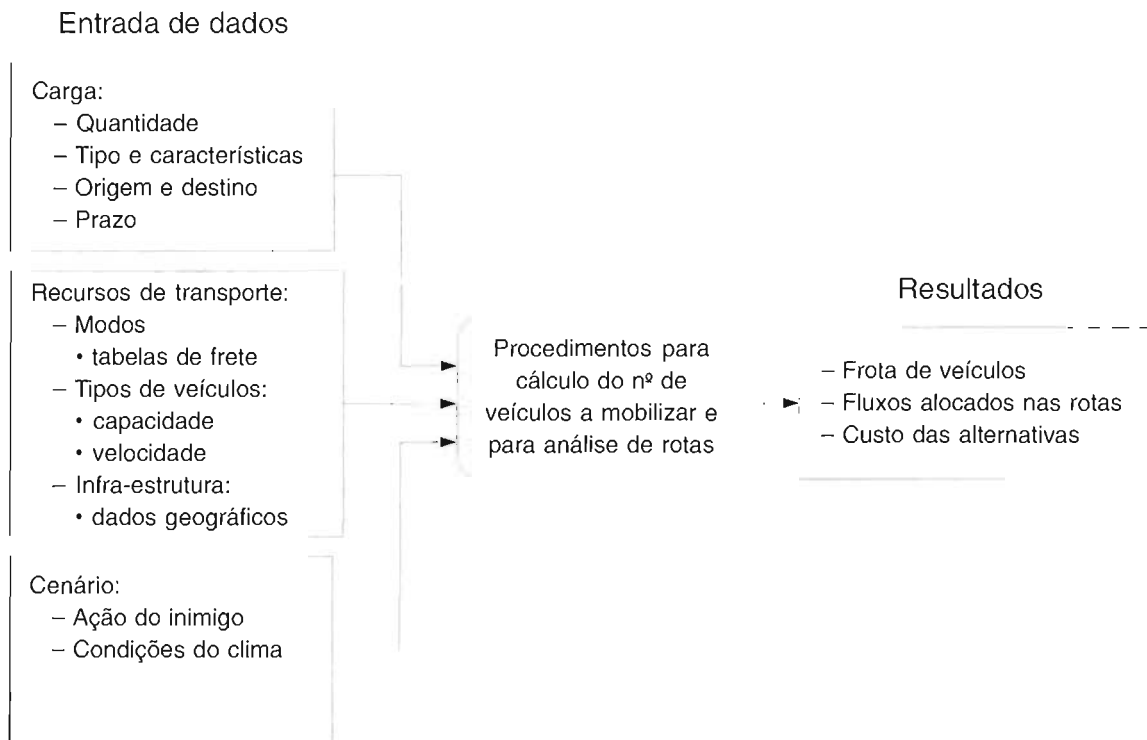 Entrada de dados
Carga:
– Quantidade
– Tipo e características
– Origem e destino
– Prazo
Recursos de transporte:
– Modos
• tabelas de frete
– Tipos de veículos:
• capacidade
• velocidade
– Infra-estrutura:
• dados geográficos
Cenário:
– Ação do inimigo
– Condições do clima
Procedimentos para
cálculo do nº de
veículos a mobilizar e
para análise de rotas
Resultados
– Frota de veículos
– Fluxos alocados nas rotas
– Custo das alternativas